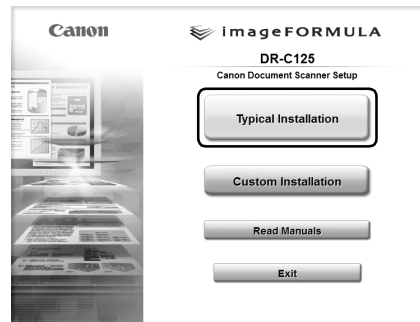 Canon
imageFORMULA
DR-C125
Canon Document Scanner Setup
Typical Installation
Custom Installation
Read Manuals
Exit